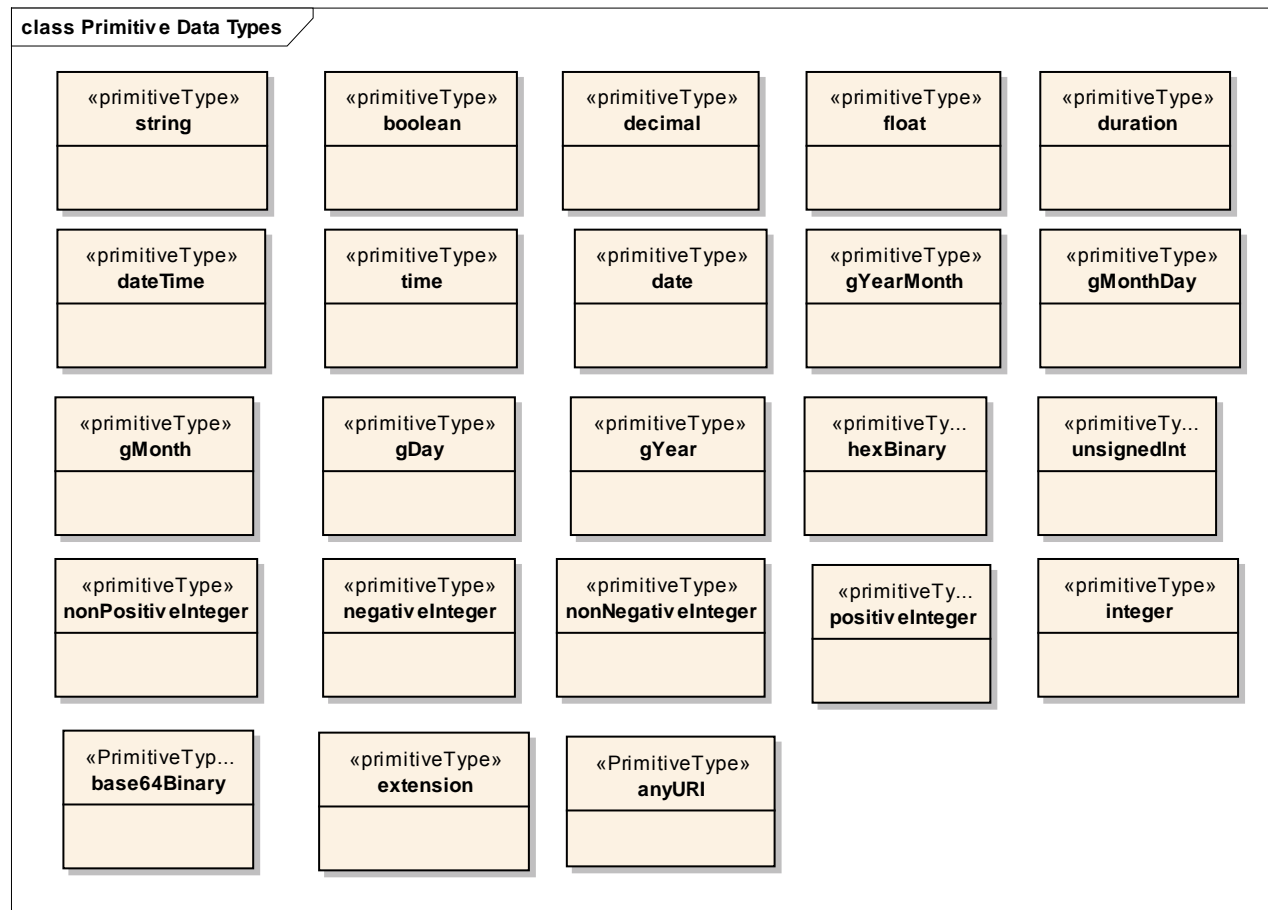 class Primitive Data Types
«primitiveType»
string
«primitiveType»
boolean
«primitiveType»
decimal
«primitiveType»
float
«primitiveType»
duration
«primitiveType»
dateTime
«primitiveType»
time
«primitiveType»
date
«primitiveType»
gYearMonth
«primitiveType»
gMonthDay
«primitiveType»
gMonth
«primitiveType»
gDay
«primitiveType»
gYear
«primitiveTy...
hexBinary
«primitiveTy...
unsignedInt
«primitiveType»
nonPositiveInteger
«primitiveType»
negativeInteger
«primitiveType»
nonNegativeInteger
«primitiveTy...
positiveInteger
«primitiveType»
integer
«PrimitiveTyp...
base64Binary
«primitiveType»
extension
«PrimitiveType»
anyURI